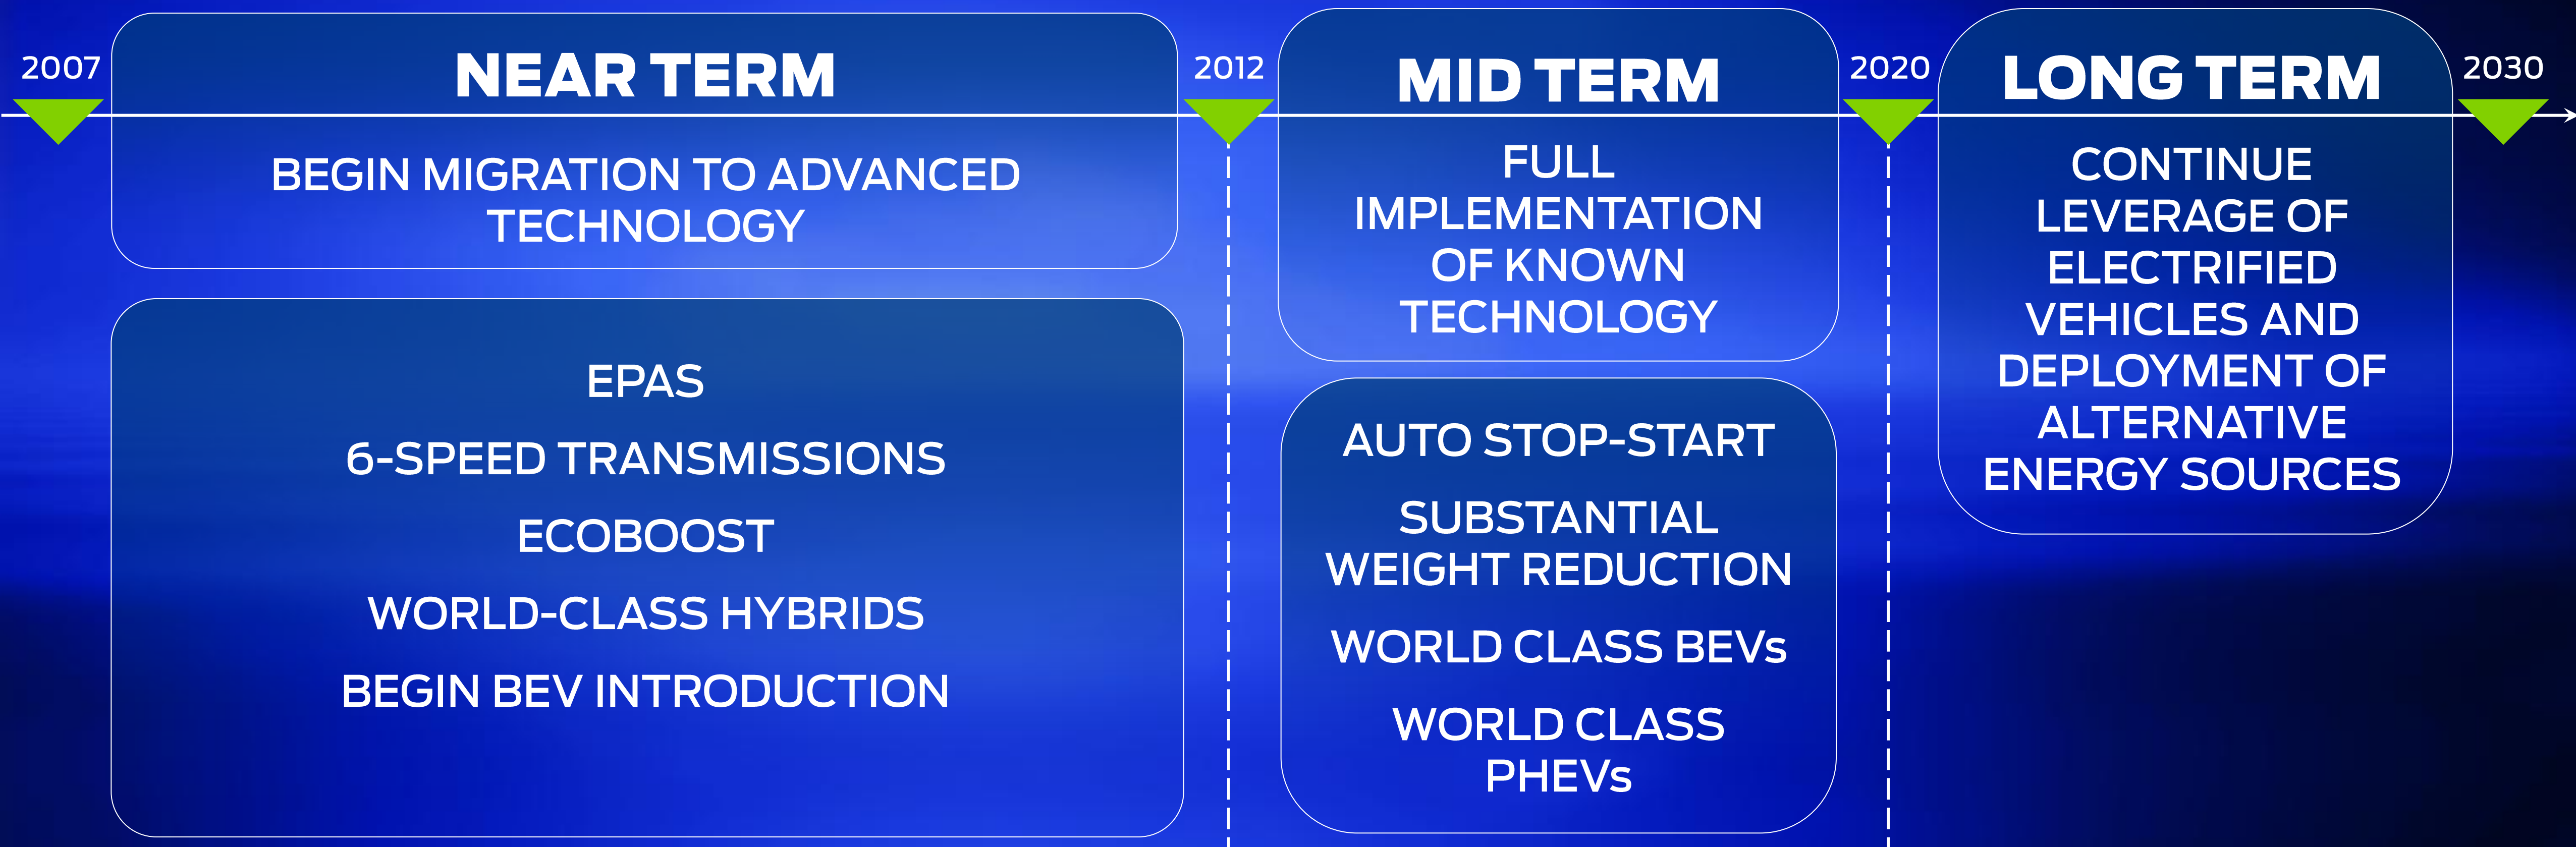 2007
NEAR TERM
BEGIN MIGRATION TO ADVANCED
TECHNOLOGY
EPAS
6-SPEED TRANSMISSIONS
ECOBOOST
WORLD-CLASS HYBRIDS
BEGIN BEV INTRODUCTION
2012
MID TERM
FULL
IMPLEMENTATION
OF KNOWN
TECHNOLOGY
AUTO STOP-START
SUBSTANTIAL
WEIGHT REDUCTION
WORLD CLASS BEVs
WORLD CLASS
PHEVs
2020
LONG TERM
CONTINUE
LEVERAGE OF
ELECTRIFIED
VEHICLES AND
DEPLOYMENT OF
ALTERNATIVE
ENERGY SOURCES
2030